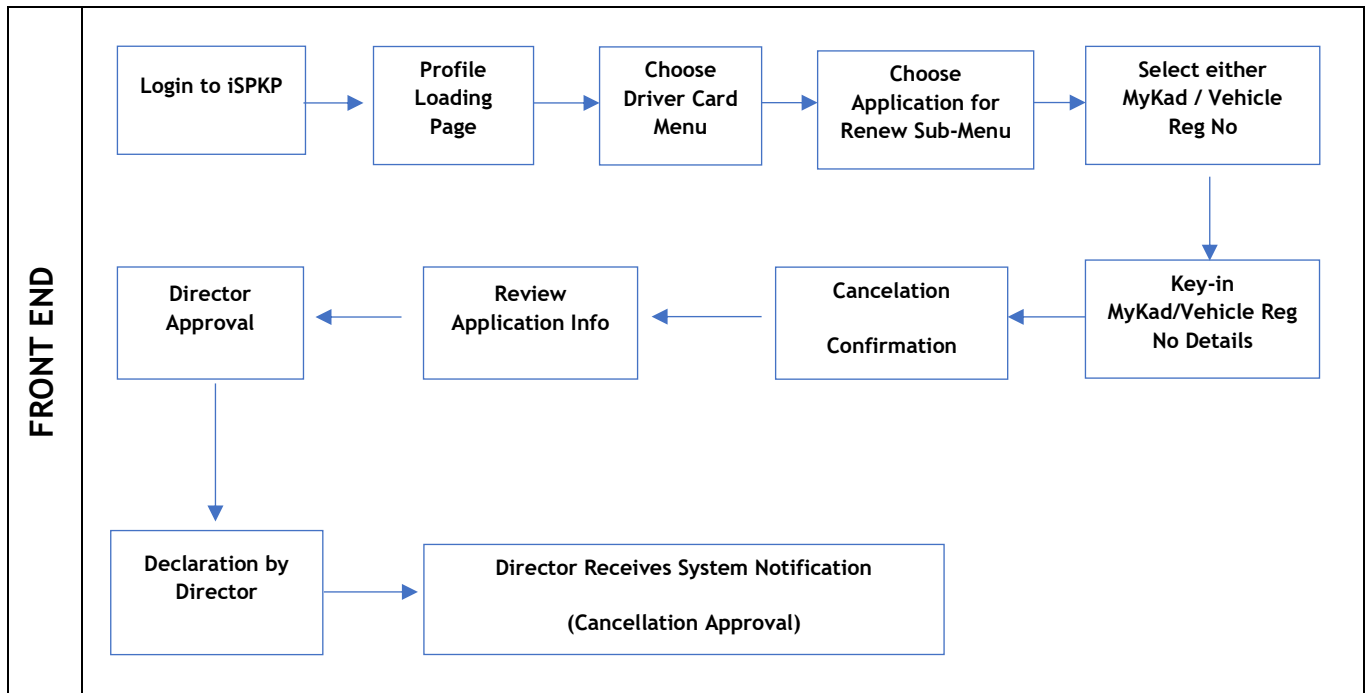 FRONT END
Login to iSPKP
Profile
Loading
Page
Choose
Driver Card
Menu
Choose
Application for
Renew Sub-Menu
Select either
MyKad / Vehicle
Reg No
Key-in
MyKad/Vehicle Reg
No Details
Cancelation
Confirmation
Review
Application Info
Director
Approval
Declaration by
Director
Director Receives System Notification
(Cancellation Approval)